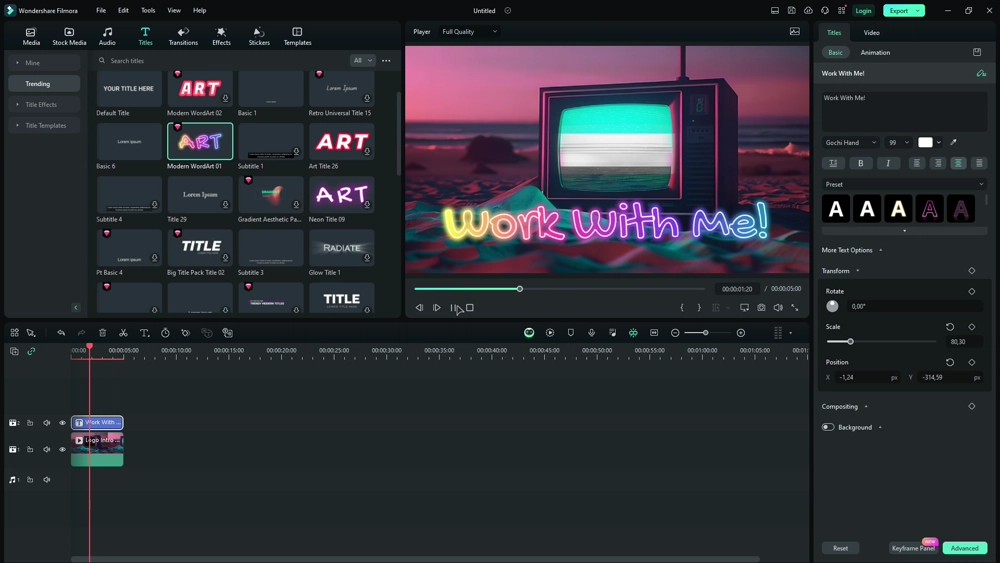 Wondershare Filmora
File
Edit
Tools
View
Help
Untitled
Login
Export
Media
Stock Media
Audio
Titles
Transitions
Effects
Stickers
Templates
Player
Full Quality
Titles
Video
Mine
Search titles
All
Basic
Animation
Trending
Title Effects
Title Templates
YOUR TITLE HERE
ART
Lorem Ipsum
Default Title
Modern WordArt 02
Basic 1
Retro Universal Title 15
Lorem ipsum
ART
ART
Basic 6
Modern WordArt 01
Subtitle 1
Art Title 26
Lorem Ipsum
ART
Subtitle 4
Title 29
Gradient Aesthetic Pa...
Neon Title 09
Lorem ipsum
TITLE
RADIATE
Pt Basic 4
Big Title Pack Title 02
Subtitle 3
Glow Title 1
TITLE
Work With Me!
00:00:01:20 / 00:00:05:00
Work With Me!
Work With Me!
Gochi Hand
99
B
I
Preset
A A A A A
More Text Options
Transform
Rotate
0,00°
Scale
80,30
Position
X -1,24 px
Y -314,59 px
Compositing
Background
Reset
NEW
Keyframe Panel
Advanced
:00:00
00:00:05:00
00:00:10:00
00:00:15:00
00:00:20:00
00:00:25:00
00:00:30:00
00:00:35:00
00:00:40:00
00:00:45:00
00:00:50:00
00:00:55:00
00:01:00:00
00:01:05:00
2
Work With ...
1
Logo Intro ...
1